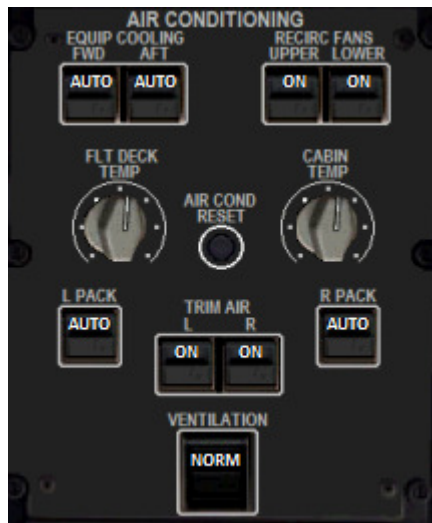 AIR CONDITIONING
EQUIP COOLING RECIRC FANS
FWD AFT UPPER LOWER
AUTO AUTO ON ON
FLT DECK TEMP
CABIN TEMP
AIR COND
RESET
L PACK
AUTO
TRIM AIR
L R
ON ON
R PACK
AUTO
VENTILATION
NORM